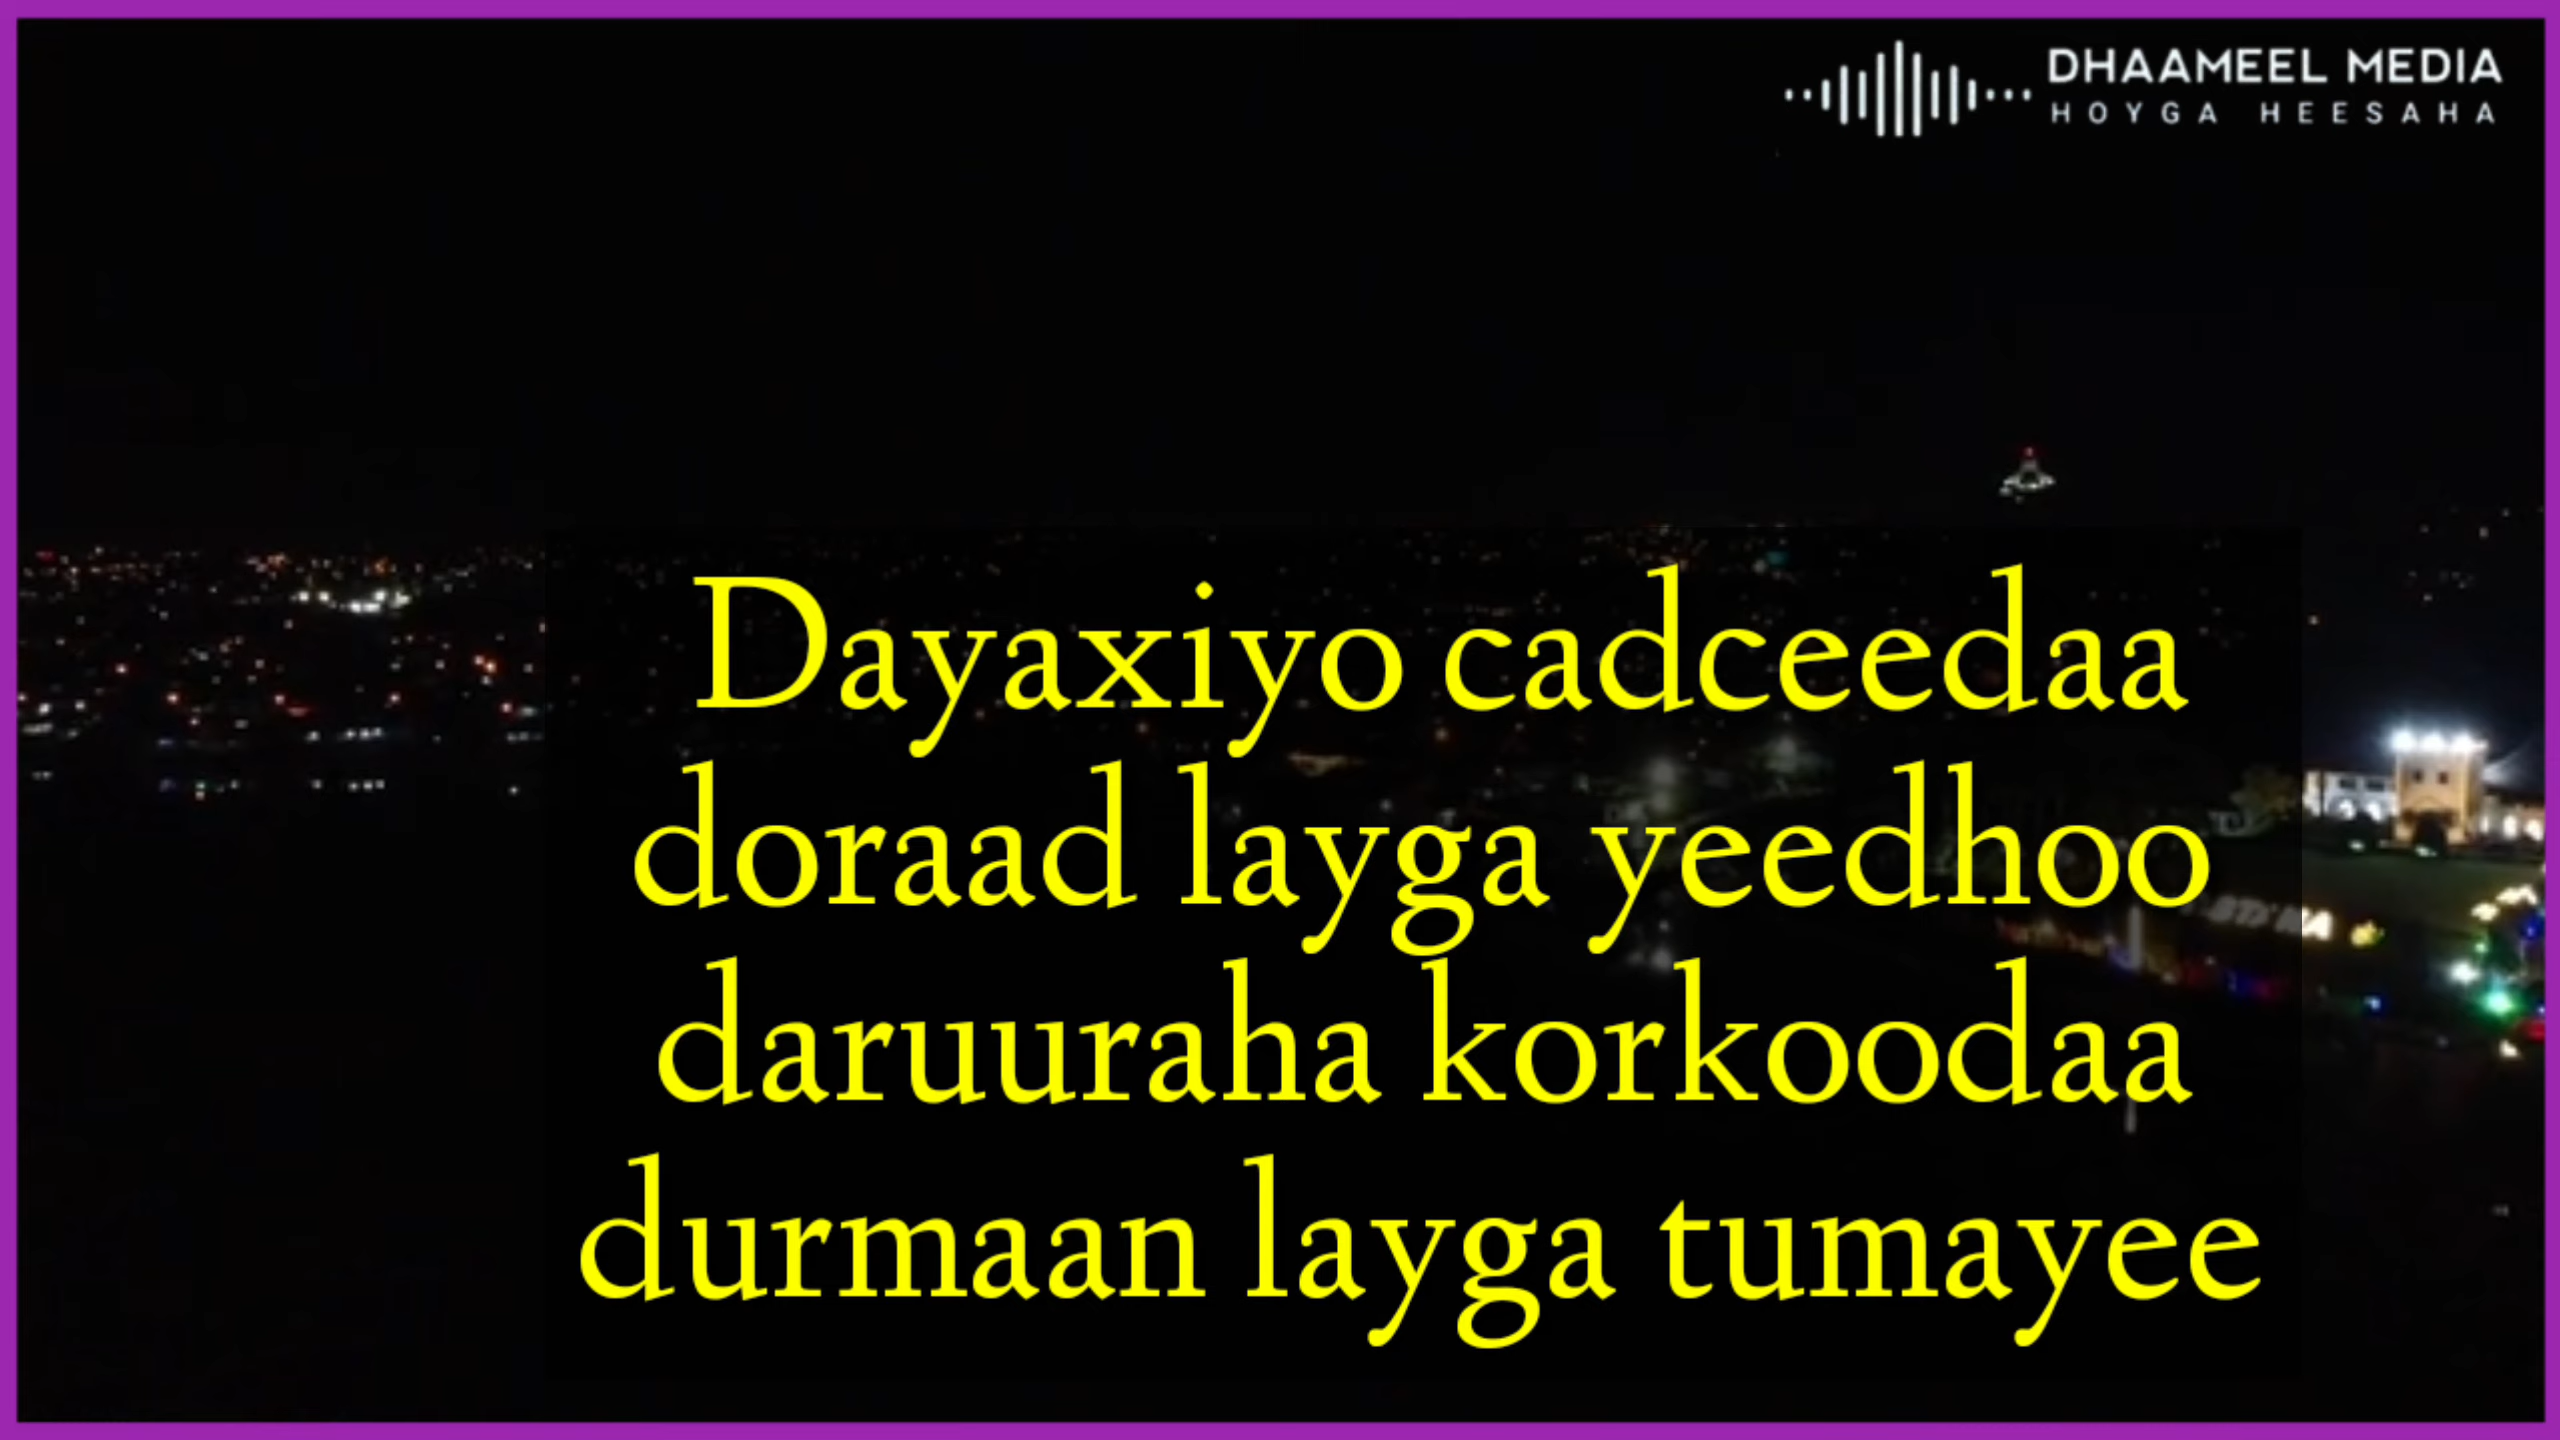 DHAAMEEL MEDIA
HOYGA HEESAHA
Dayaxiyo cadceedaa
doraad layga yeedhoo
daruuraha korkoodaa
durmaan layga tumayee